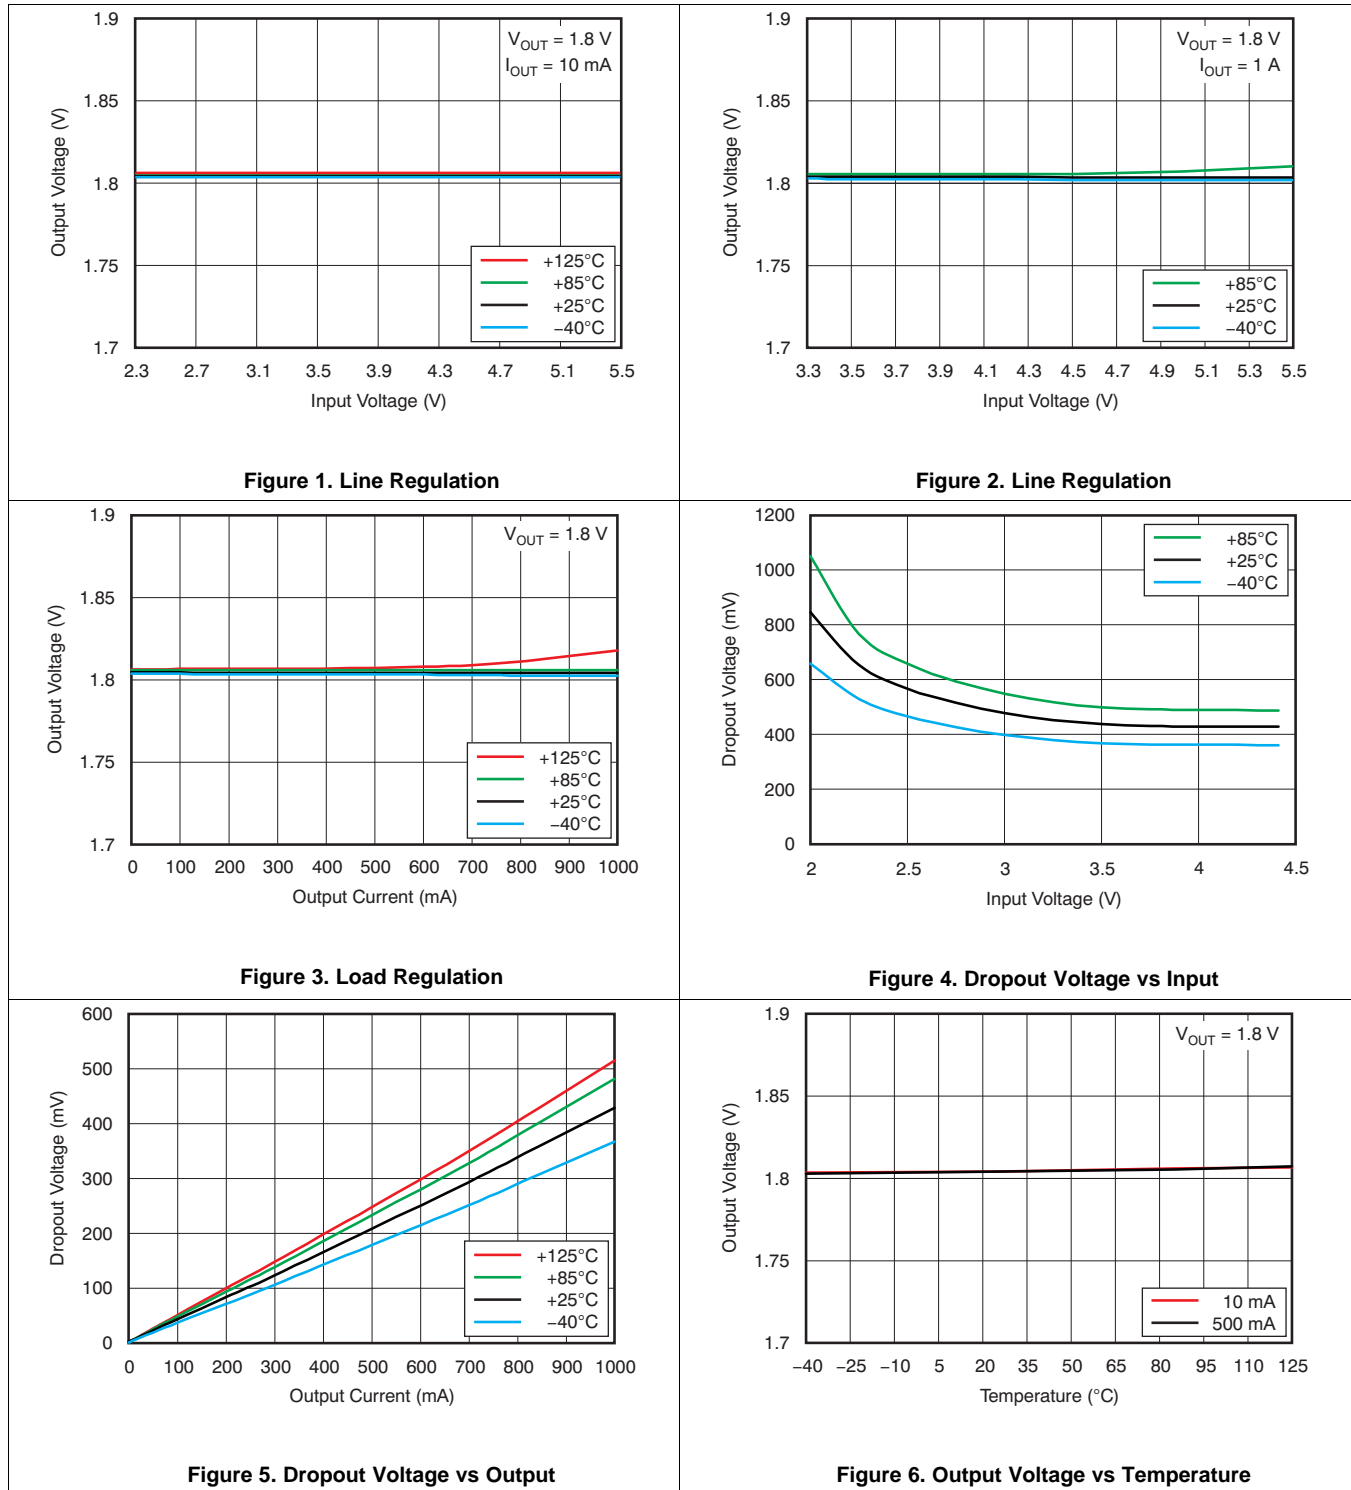 1.9
1.85
1.8
1.75
1.7
Output Voltage (V)
V_OUT = 1.8 V
I_OUT = 10 mA
+125°C
+85°C
+25°C
−40°C
2.3 2.7 3.1 3.5 3.9 4.3 4.7 5.1 5.5
Input Voltage (V)
Figure 1. Line Regulation
1.9
1.85
1.8
1.75
1.7
Output Voltage (V)
V_OUT = 1.8 V
I_OUT = 1 A
+85°C
+25°C
−40°C
3.3 3.5 3.7 3.9 4.1 4.3 4.5 4.7 4.9 5.1 5.3 5.5
Input Voltage (V)
Figure 2. Line Regulation
1.9
1.85
1.8
1.75
1.7
Output Voltage (V)
V_OUT = 1.8 V
+125°C
+85°C
+25°C
−40°C
0 100 200 300 400 500 600 700 800 900 1000
Output Current (mA)
Figure 3. Load Regulation
1200
1000
800
600
400
200
0
Dropout Voltage (mV)
+85°C
+25°C
−40°C
2 2.5 3 3.5 4 4.5
Input Voltage (V)
Figure 4. Dropout Voltage vs Input
600
500
400
300
200
100
0
Dropout Voltage (mV)
+125°C
+85°C
+25°C
−40°C
0 100 200 300 400 500 600 700 800 900 1000
Output Current (mA)
Figure 5. Dropout Voltage vs Output
1.9
1.85
1.8
1.75
1.7
Output Voltage (V)
V_OUT = 1.8 V
10 mA
500 mA
−40 −25 −10 5 20 35 50 65 80 95 110 125
Temperature (°C)
Figure 6. Output Voltage vs Temperature